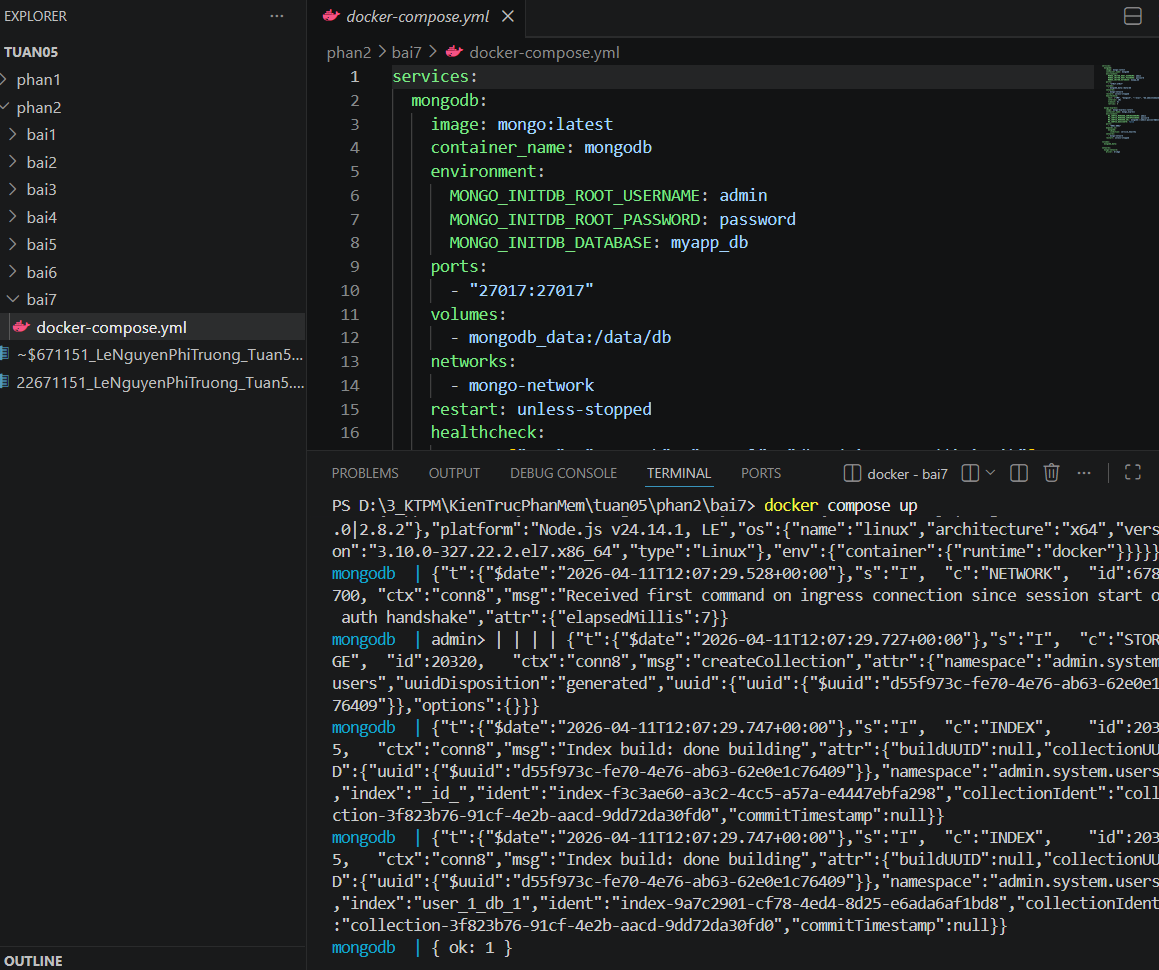 EXPLORER
TUAN05
phan1
phan2
bai1
bai2
bai3
bai4
bai5
bai6
bai7
docker-compose.yml
~$671151_LeNguyenPhiTruong_Tuan5...
22671151_LeNguyenPhiTruong_Tuan5....
OUTLINE
docker-compose.yml
phan2 > bai7 > docker-compose.yml
1 services:
2 mongodb:
3 image: mongo:latest
4 container_name: mongodb
5 environment:
6 MONGO_INITDB_ROOT_USERNAME: admin
7 MONGO_INITDB_ROOT_PASSWORD: password
8 MONGO_INITDB_DATABASE: myapp_db
9 ports:
10 - "27017:27017"
11 volumes:
12 - mongodb_data:/data/db
13 networks:
14 - mongo-network
15 restart: unless-stopped
16 healthcheck:
PROBLEMS OUTPUT DEBUG CONSOLE TERMINAL PORTS docker - bai7
PS D:\3_KTPM\KienTrucPhanMem\tuan05\phan2\bai7> docker compose up
.0|2.8.2"},"platform":"Node.js v24.14.1, LE","os":{"name":"linux","architecture":"x64","vers
on":"3.10.0-327.22.2.el7.x86_64","type":"Linux"},"env":{"container":{"runtime":"docker"}}}}}
mongodb | {"t":{"$date":"2026-04-11T12:07:29.528+00:00"},"s":"I", "c":"NETWORK", "id":678
700, "ctx":"conn8","msg":"Received first command on ingress connection since session start o
auth handshake","attr":{"elapsedMillis":7}}
mongodb | admin> | | | | {"t":{"$date":"2026-04-11T12:07:29.727+00:00"},"s":"I", "c":"STOR
GE", "id":20320, "ctx":"conn8","msg":"createCollection","attr":{"namespace":"admin.system
users","uuidDisposition":"generated","uuid":{"uuid":{"$uuid":"d55f973c-fe70-4e76-ab63-62e0e1
76409"}},"options":{}}}
mongodb | {"t":{"$date":"2026-04-11T12:07:29.747+00:00"},"s":"I", "c":"INDEX", "id":203
5, "ctx":"conn8","msg":"Index build: done building","attr":{"buildUUID":null,"collectionUU
D":{"uuid":{"$uuid":"d55f973c-fe70-4e76-ab63-62e0e1c76409"}},"namespace":"admin.system.users
,"index":"_id_","ident":"index-f3c3ae60-a3c2-4cc5-a57a-e4447ebfa298","collectionIdent":"coll
ction-3f823b76-91cf-4e2b-aacd-9dd72da30fd0","commitTimestamp":null}}
mongodb | {"t":{"$date":"2026-04-11T12:07:29.747+00:00"},"s":"I", "c":"INDEX", "id":203
5, "ctx":"conn8","msg":"Index build: done building","attr":{"buildUUID":null,"collectionUU
D":{"uuid":{"$uuid":"d55f973c-fe70-4e76-ab63-62e0e1c76409"}},"namespace":"admin.system.users
,"index":"user_1_db_1","ident":"index-9a7c2901-cf78-4ed4-8d25-e6ada6af1bd8","collectionIdent
:"collection-3f823b76-91cf-4e2b-aacd-9dd72da30fd0","commitTimestamp":null}}
mongodb | { ok: 1 }